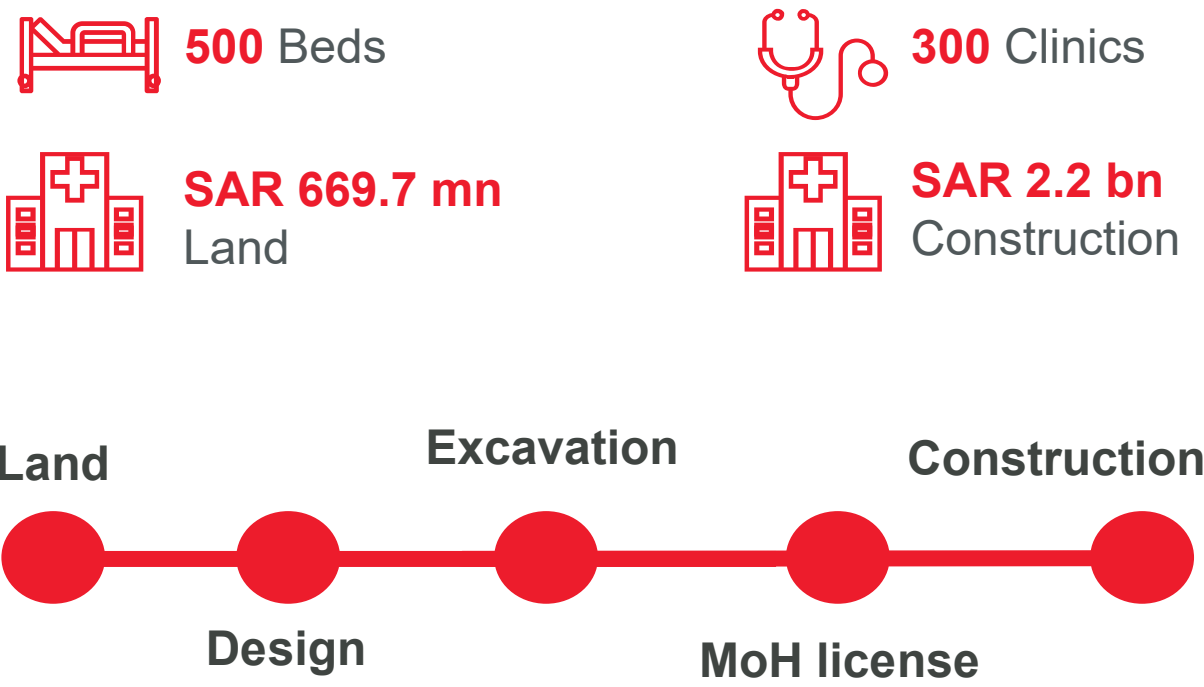 500 Beds
300 Clinics
SAR 669.7 mn
Land
SAR 2.2 bn
Construction
Land
Design
Excavation
MoH license
Construction